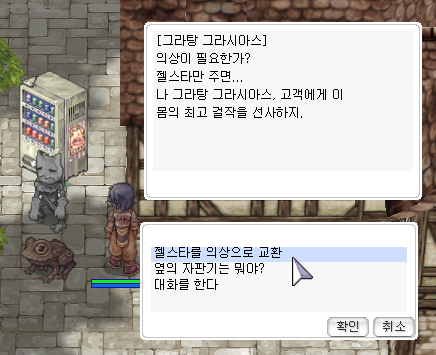 [그라탕 그라시아스]
의상이 필요한가?
젤스타만 주면...
나 그라탕 그라시아스, 고객에게 이
몸의 최고 걸작을 선사하지.
젤스타를 의상으로 교환
옆의 자판기는 뭐야?
대화를 한다
확인 취소